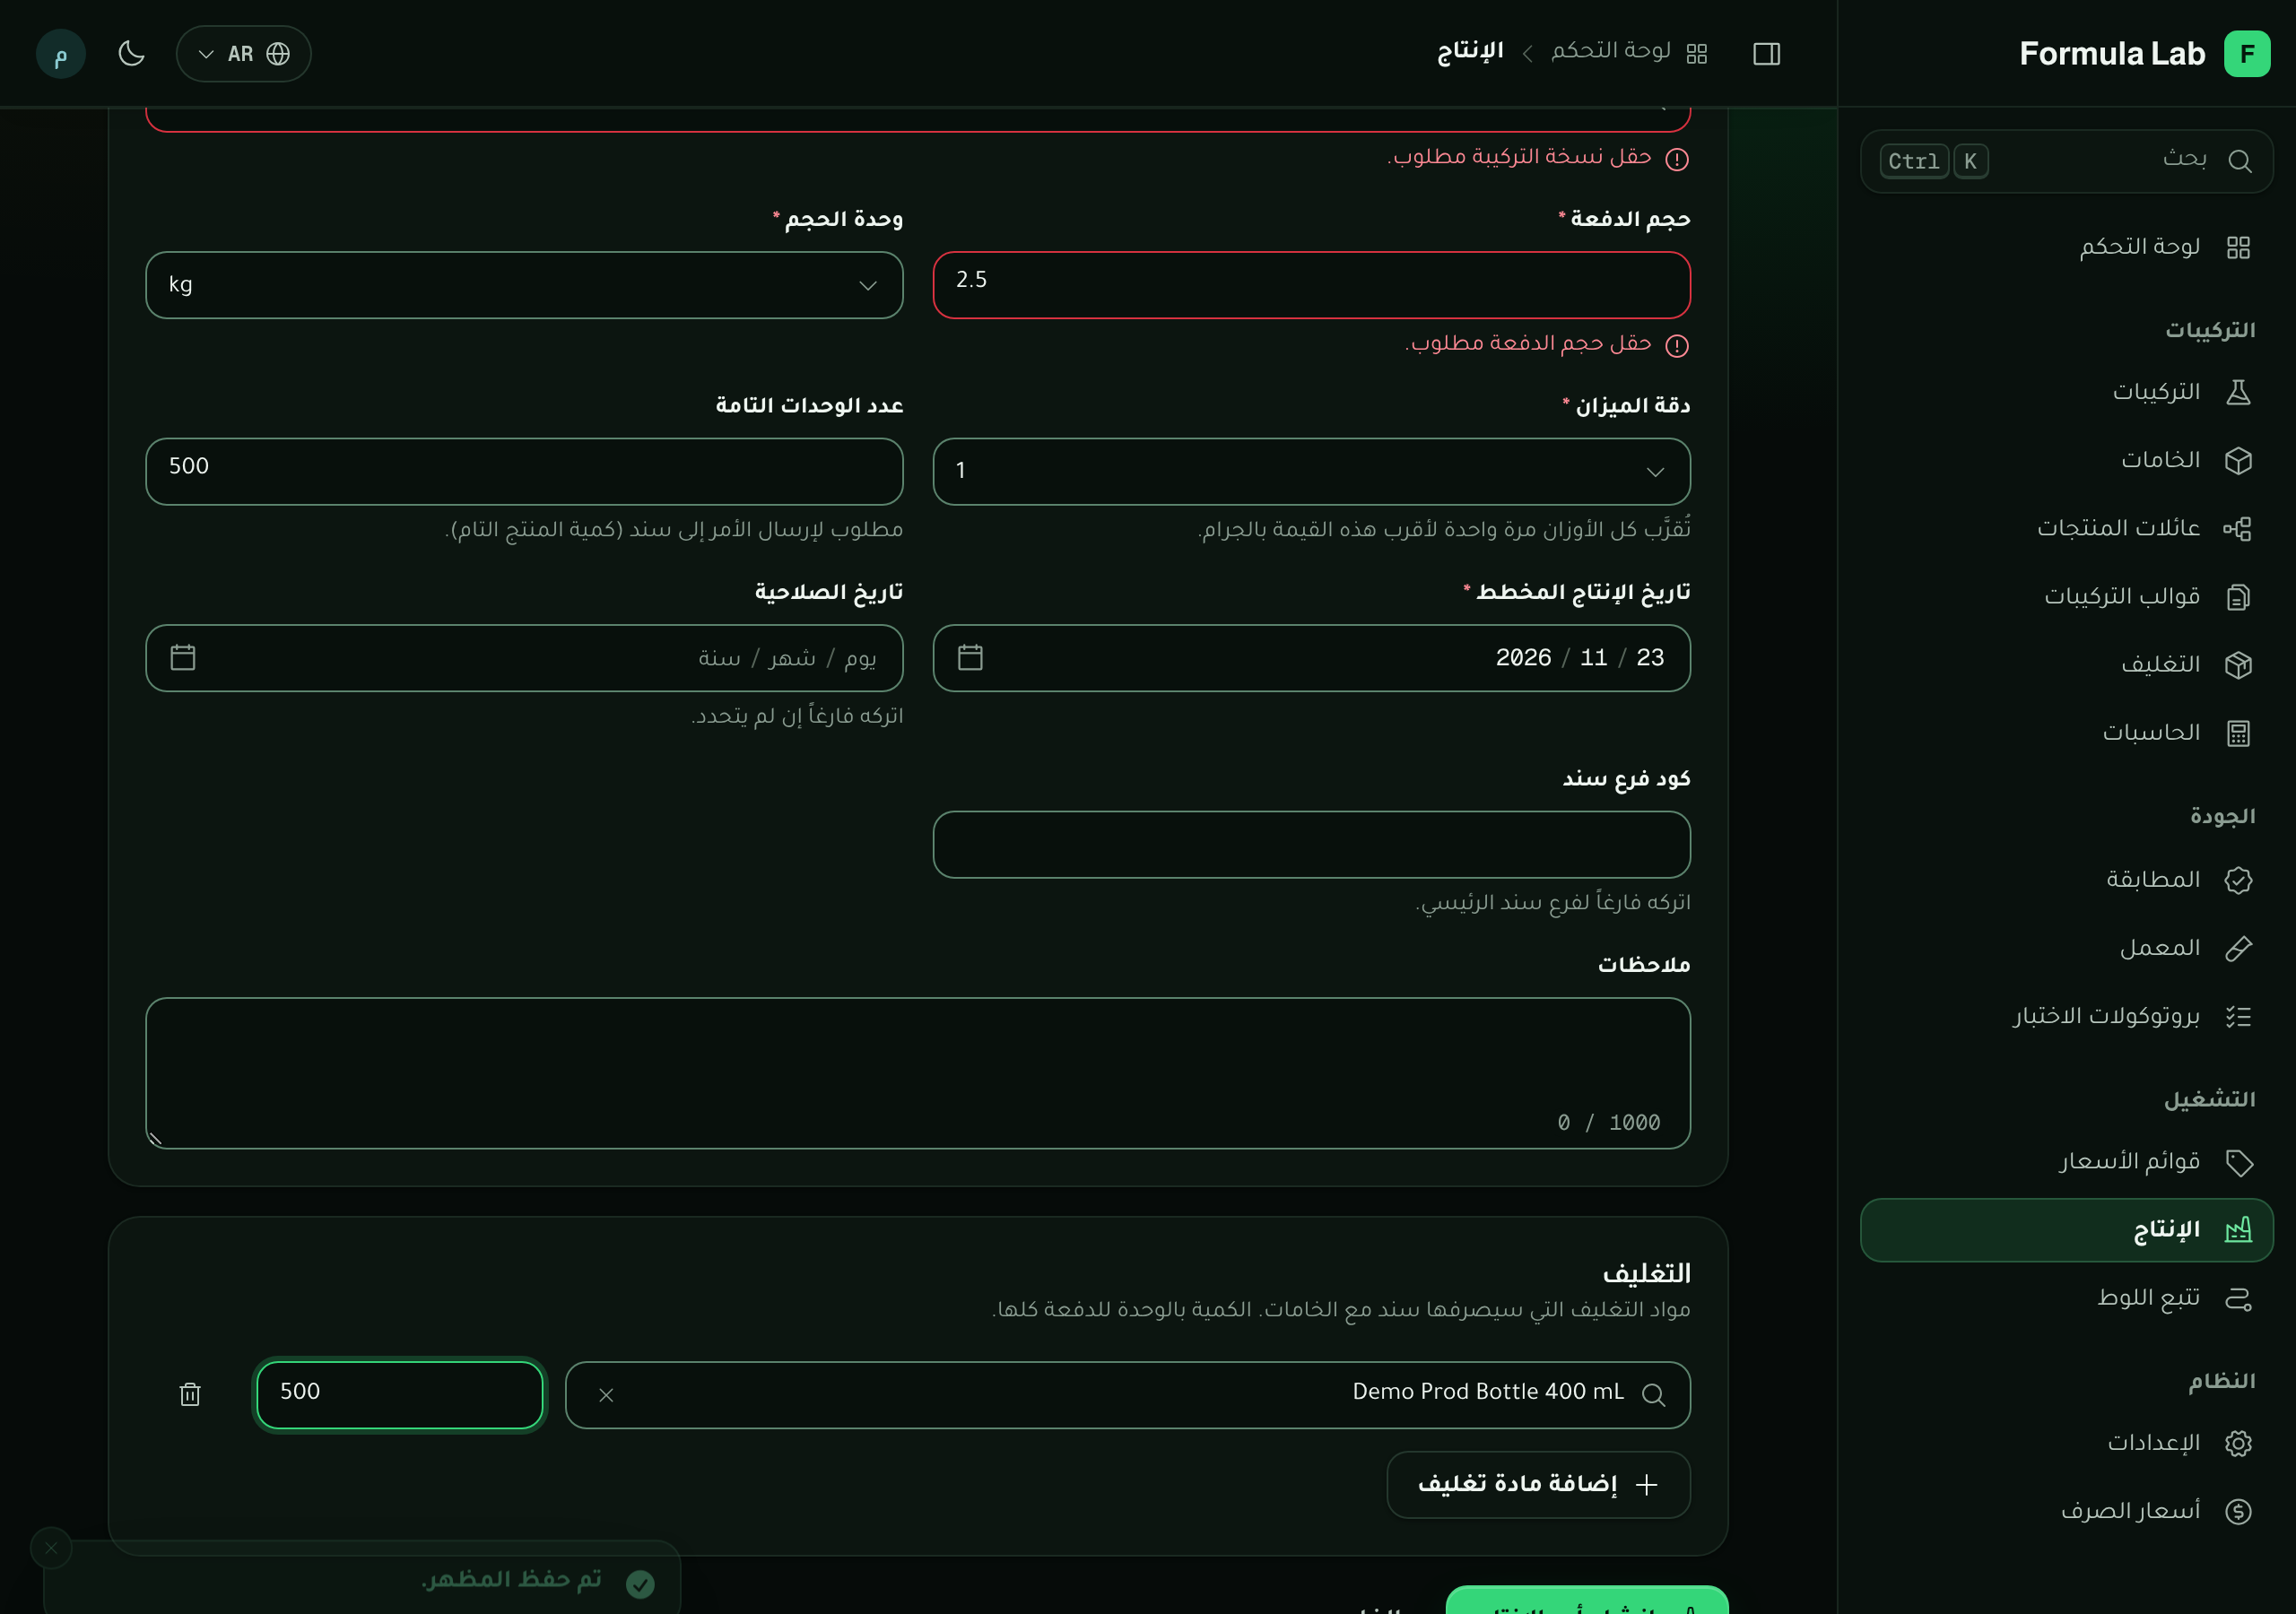 Formula Lab
F
لوحة التحكم
الإنتاج
AR
م
بحث
Ctrl K
لوحة التحكم
التركيبات
التركيبات
الخامات
عائلات المنتجات
قوالب التركيبات
التغليف
الحاسبات
الجودة
المطابقة
المعمل
بروتوكولات الاختبار
التشغيل
قوائم الأسعار
الإنتاج
تتبع اللوط
النظام
الإعدادات
أسعار الصرف
حقل نسخة التركيبة مطلوب.
حجم الدفعة *
2.5
حقل حجم الدفعة مطلوب.
وحدة الحجم *
kg
دقة الميزان *
1
تُقرَّب كل الأوزان مرة واحدة لأقرب هذه القيمة بالجرام.
عدد الوحدات التامة
500
مطلوب لإرسال الأمر إلى سند (كمية المنتج التام).
تاريخ الإنتاج المخطط *
23 / 11 / 2026
تاريخ الصلاحية
يوم / شهر / سنة
اتركه فارغاً إن لم يتحدد.
كود فرع سند
اتركه فارغاً لفرع سند الرئيسي.
ملاحظات
0 / 1000
التغليف
مواد التغليف التي سيصرفها سند مع الخامات. الكمية بالوحدة للدفعة كلها.
Demo Prod Bottle 400 mL
500
إضافة مادة تغليف
تم حفظ المظهر.